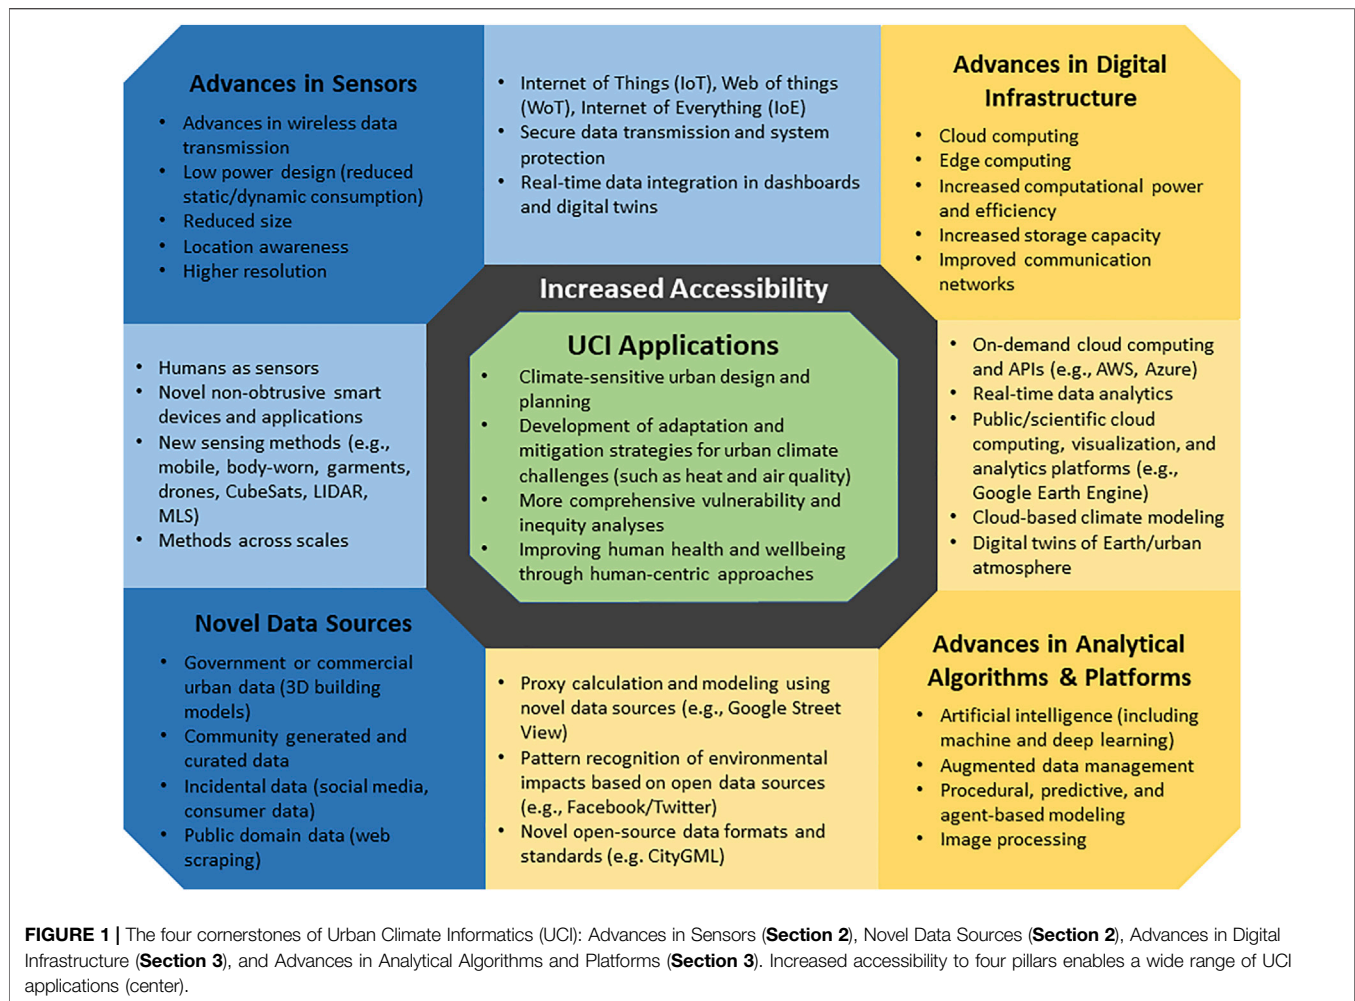 Advances in Sensors
• Advances in wireless data
transmission
• Low power design (reduced
static/dynamic consumption)
• Reduced size
• Location awareness
• Higher resolution
• Internet of Things (IoT), Web of things
(WoT), Internet of Everything (IoE)
• Secure data transmission and system
protection
• Real-time data integration in dashboards
and digital twins
Advances in Digital
Infrastructure
• Cloud computing
• Edge computing
• Increased computational power
and efficiency
• Increased storage capacity
• Improved communication
networks
• Humans as sensors
• Novel non-obtrusive smart
devices and applications
• New sensing methods (e.g.,
mobile, body-worn, garments,
drones, CubeSats, LIDAR,
MLS)
• Methods across scales
Increased Accessibility
UCI Applications
• Climate-sensitive urban design and
planning
• Development of adaptation and
mitigation strategies for urban climate
challenges (such as heat and air quality)
• More comprehensive vulnerability and
inequity analyses
• Improving human health and wellbeing
through human-centric approaches
• On-demand cloud computing
and APIs (e.g., AWS, Azure)
• Real-time data analytics
• Public/scientific cloud
computing, visualization, and
analytics platforms (e.g.,
Google Earth Engine)
• Cloud-based climate modeling
• Digital twins of Earth/urban
atmosphere
Novel Data Sources
• Government or commercial
urban data (3D building
models)
• Community generated and
curated data
• Incidental data (social media,
consumer data)
• Public domain data (web
scraping)
• Proxy calculation and modeling using
novel data sources (e.g., Google Street
View)
• Pattern recognition of environmental
impacts based on open data sources
(e.g., Facebook/Twitter)
• Novel open-source data formats and
standards (e.g. CityGML)
Advances in Analytical
Algorithms & Platforms
• Artificial intelligence (including
machine and deep learning)
• Augmented data management
• Procedural, predictive, and
agent-based modeling
• Image processing
FIGURE 1 | The four cornerstones of Urban Climate Informatics (UCI): Advances in Sensors (Section 2), Novel Data Sources (Section 2), Advances in Digital
Infrastructure (Section 3), and Advances in Analytical Algorithms and Platforms (Section 3). Increased accessibility to four pillars enables a wide range of UCI
applications (center).